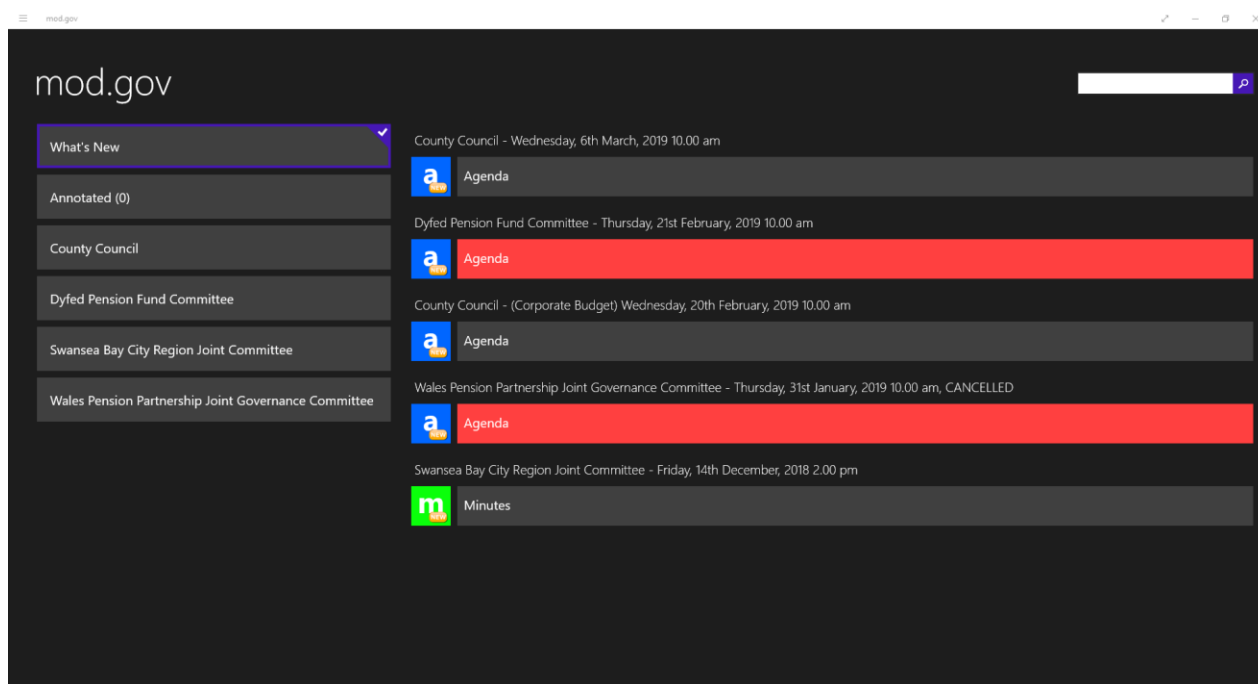 mod.gov
mod.gov
What's New
Annotated (0)
County Council
Dyfed Pension Fund Committee
Swansea Bay City Region Joint Committee
Wales Pension Partnership Joint Governance Committee
County Council - Wednesday, 6th March, 2019 10.00 am
a NEW Agenda
Dyfed Pension Fund Committee - Thursday, 21st February, 2019 10.00 am
a NEW Agenda
County Council - (Corporate Budget) Wednesday, 20th February, 2019 10.00 am
a NEW Agenda
Wales Pension Partnership Joint Governance Committee - Thursday, 31st January, 2019 10.00 am, CANCELLED
a NEW Agenda
Swansea Bay City Region Joint Committee - Friday, 14th December, 2018 2.00 pm
m NEW Minutes